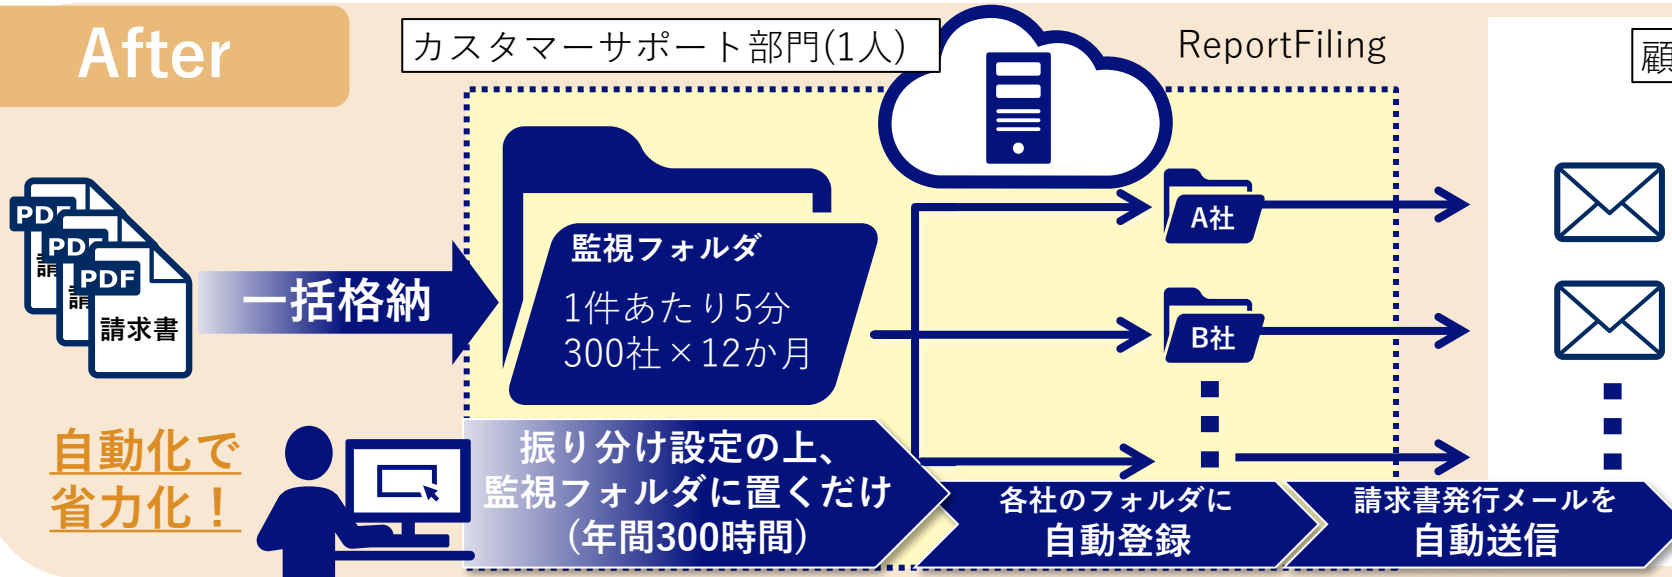 After
カスタマーサポート部門(1人)
ReportFiling
顧
PDF
PDF
PDF
請
請
請求書
一括格納
監視フォルダ
1件あたり5分
300社×12か月
A社
B社
自動化で
省力化！
振り分け設定の上、
監視フォルダに置くだけ
(年間300時間)
各社のフォルダに
自動登録
請求書発行メールを
自動送信